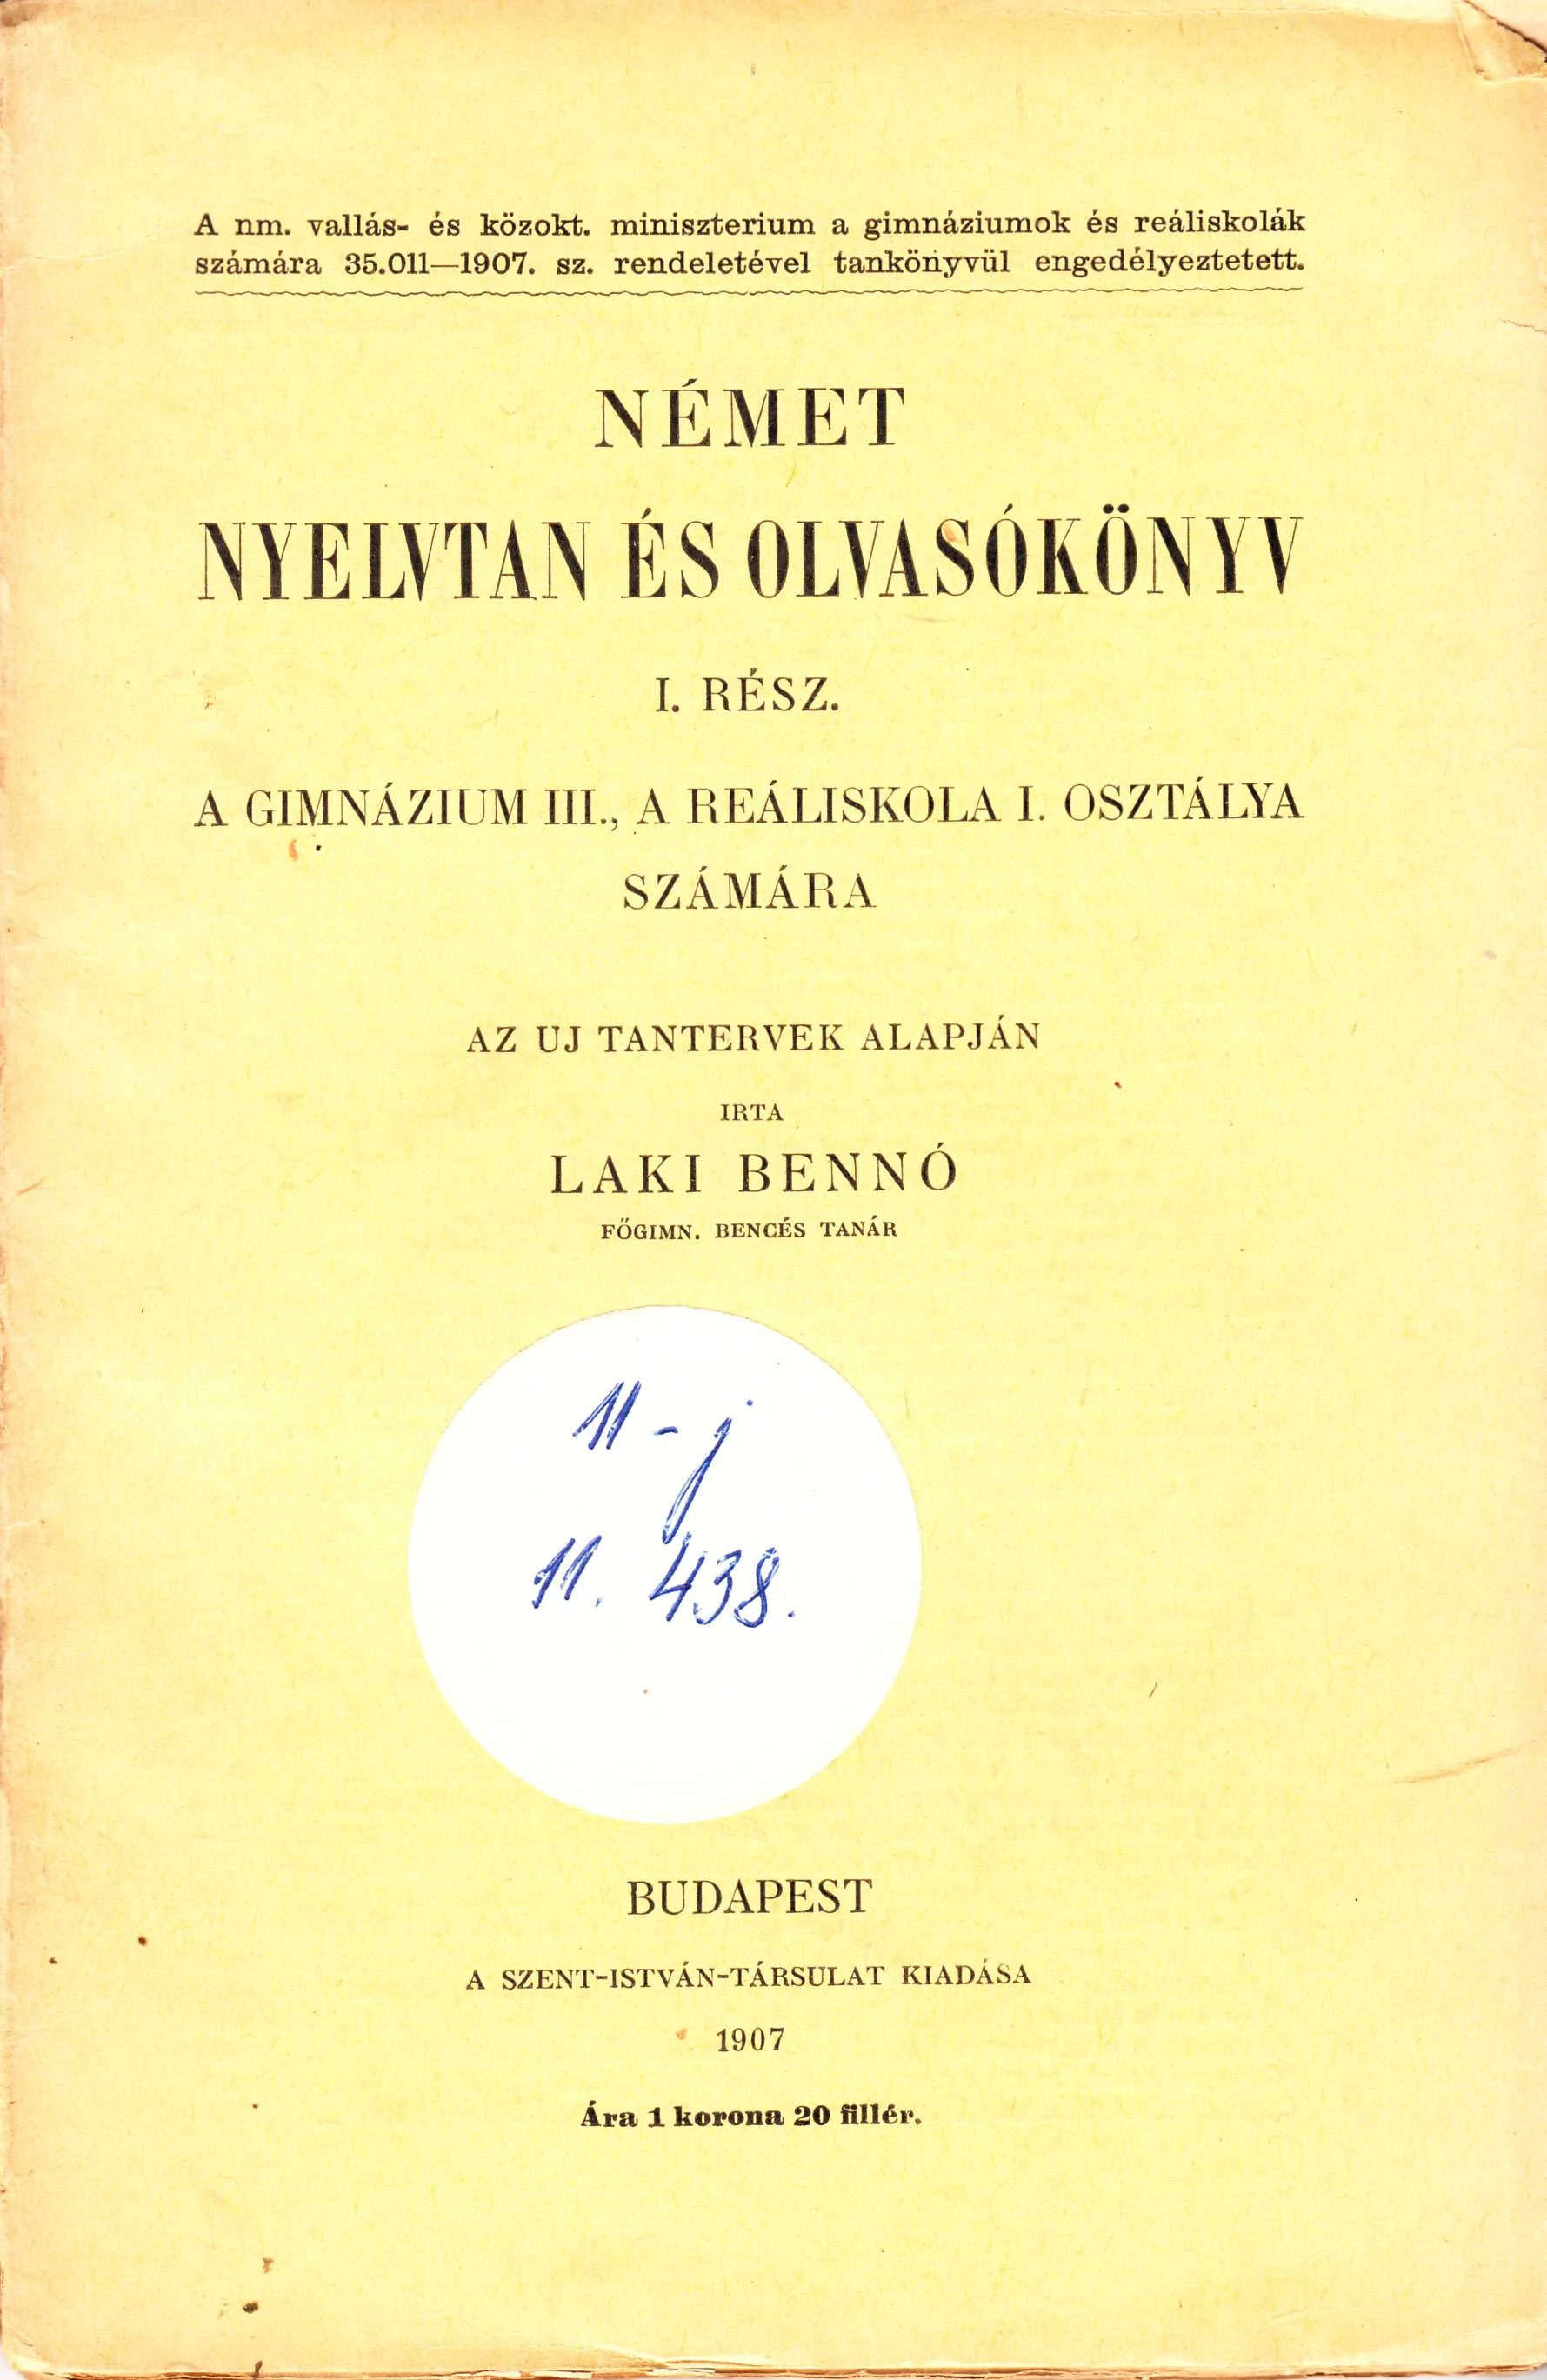 A nm. vallás- és közokt. miniszterium a gimnáziumok és reáliskolák
számára 35.011—1907. sz. rendeletével tankönyvül engedélyeztetett.
NÉMET
NYELVTAN ÉS OLVASÓKÖNYV
I. RÉSZ.
A GIMNÁZIUM III., A REÁLISKOLA I. OSZTÁLYA
SZÁMÁRA
AZ UJ TANTERVEK ALAPJÁN
IRTA
LAKI BENNÓ
FŐGIMN. BENCÉS TANÁR
11-j
11. 438.
BUDAPEST
A SZENT-ISTVÁN-TÁRSULAT KIADÁSA
1907
Ára 1 korona 20 fillér.